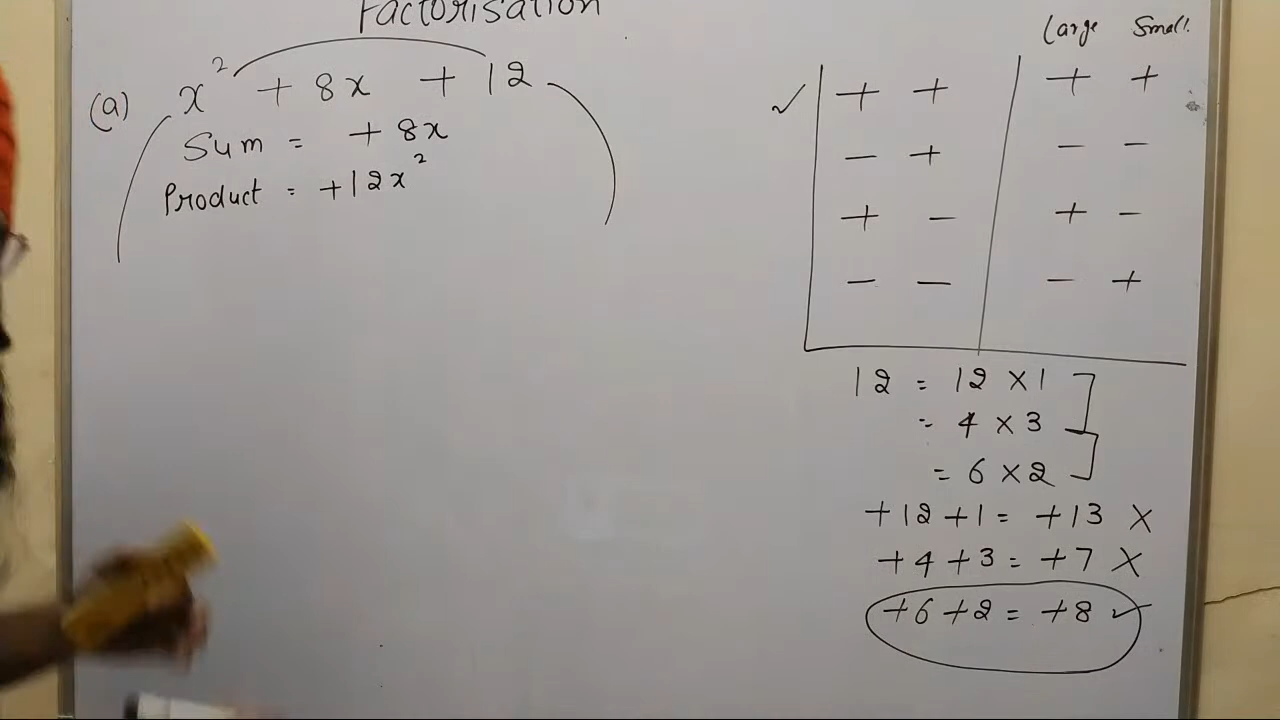 Factorisation
(a) x² + 8x + 12
Sum = + 8x
Product = +12x²
Large Small
✓ + + + +
− + − −
+ − + −
− − − +
12 = 12 × 1
= 4 × 3
= 6 × 2
+12 +1 = +13 ×
+4 +3 = +7 ×
+6 +2 = +8 ✓